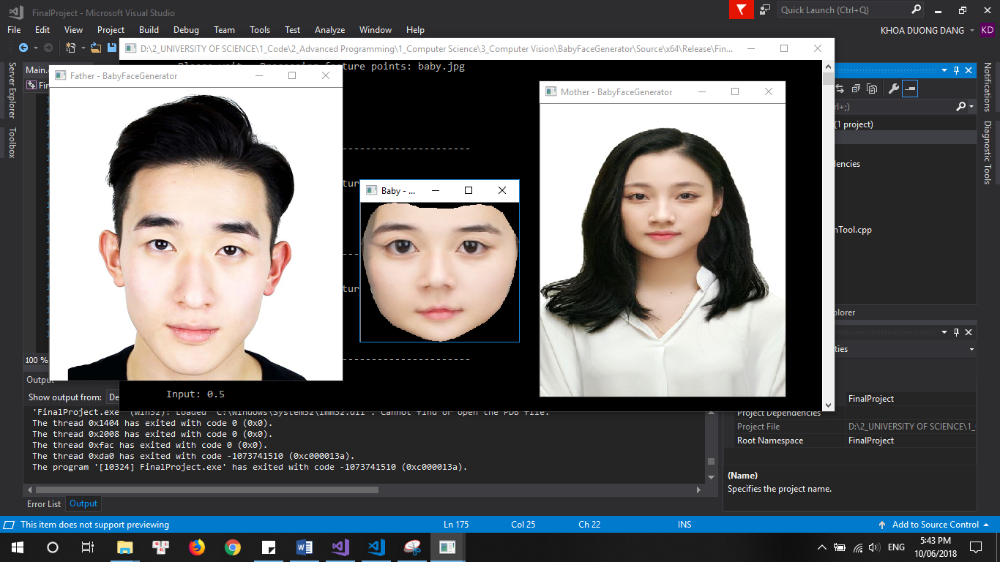 FinalProject - Microsoft Visual Studio
Quick Launch (Ctrl+Q)
File Edit View Project Build Debug Team Tools Test Analyze Window Help
KHOA DUONG DANG KD
D:\2_UNIVERSITY OF SCIENCE\1_Code\2_Advanced Programming\1_Computer Science\3_Computer Vision\BabyFaceGenerator\Source\x64\Release\Fin...
feature points: baby.jpg
Server Explorer
Toolbox
Main.
Fin
Father - BabyFaceGenerator
Mother - BabyFaceGenerator
Baby - ...
Notifications
Diagnostic Tools
rl+;)
(1 project)
dencies
nTool.cpp
plorer
ties
100 %
Input: 0.5
Output
Show output from: De
'FinalProject.exe' (Win32): Loaded 'C:\Windows\System32\imm32.dll'. Cannot find or open the PDB file.
The thread 0x1404 has exited with code 0 (0x0).
The thread 0x2008 has exited with code 0 (0x0).
The thread 0xfac has exited with code 0 (0x0).
The thread 0xda0 has exited with code -1073741510 (0xc000013a).
The program '[10324] FinalProject.exe' has exited with code -1073741510 (0xc000013a).
FinalProject
Project Dependencies
Project File D:\2_UNIVERSITY OF SCIENCE\1_
Root Namespace FinalProject
(Name)
Specifies the project name.
Error List Output
This item does not support previewing
Ln 175 Col 25 Ch 22 INS
Add to Source Control
ENG
5:43 PM
10/06/2018